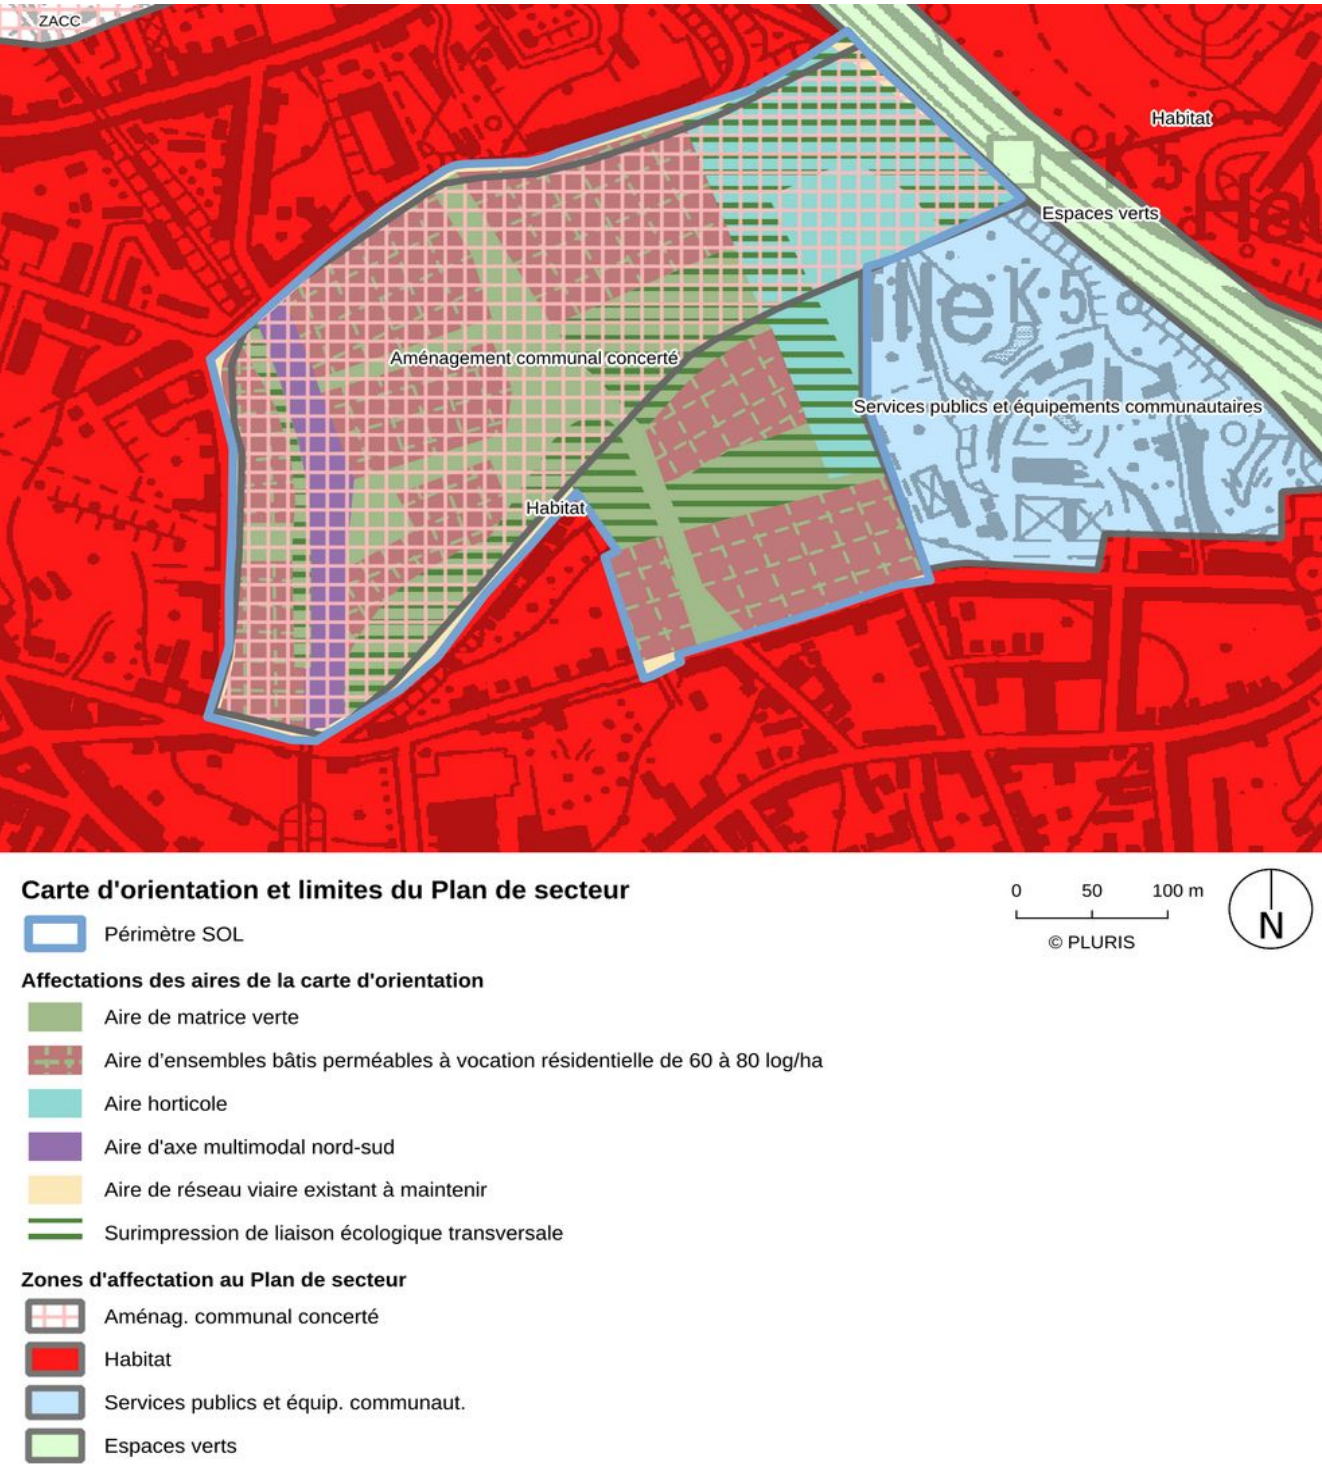 ZACC
Habitat
K5
Ha
Espaces verts
Ne K5
Aménagement communal concerté
Services publics et équipements communautaires
Habitat
Carte d'orientation et limites du Plan de secteur
0 50 100 m
N
© PLURIS
Périmètre SOL
Affectations des aires de la carte d'orientation
Aire de matrice verte
Aire d'ensembles bâtis perméables à vocation résidentielle de 60 à 80 log/ha
Aire horticole
Aire d'axe multimodal nord-sud
Aire de réseau viaire existant à maintenir
Surimpression de liaison écologique transversale
Zones d'affectation au Plan de secteur
Aménag. communal concerté
Habitat
Services publics et équip. communaut.
Espaces verts